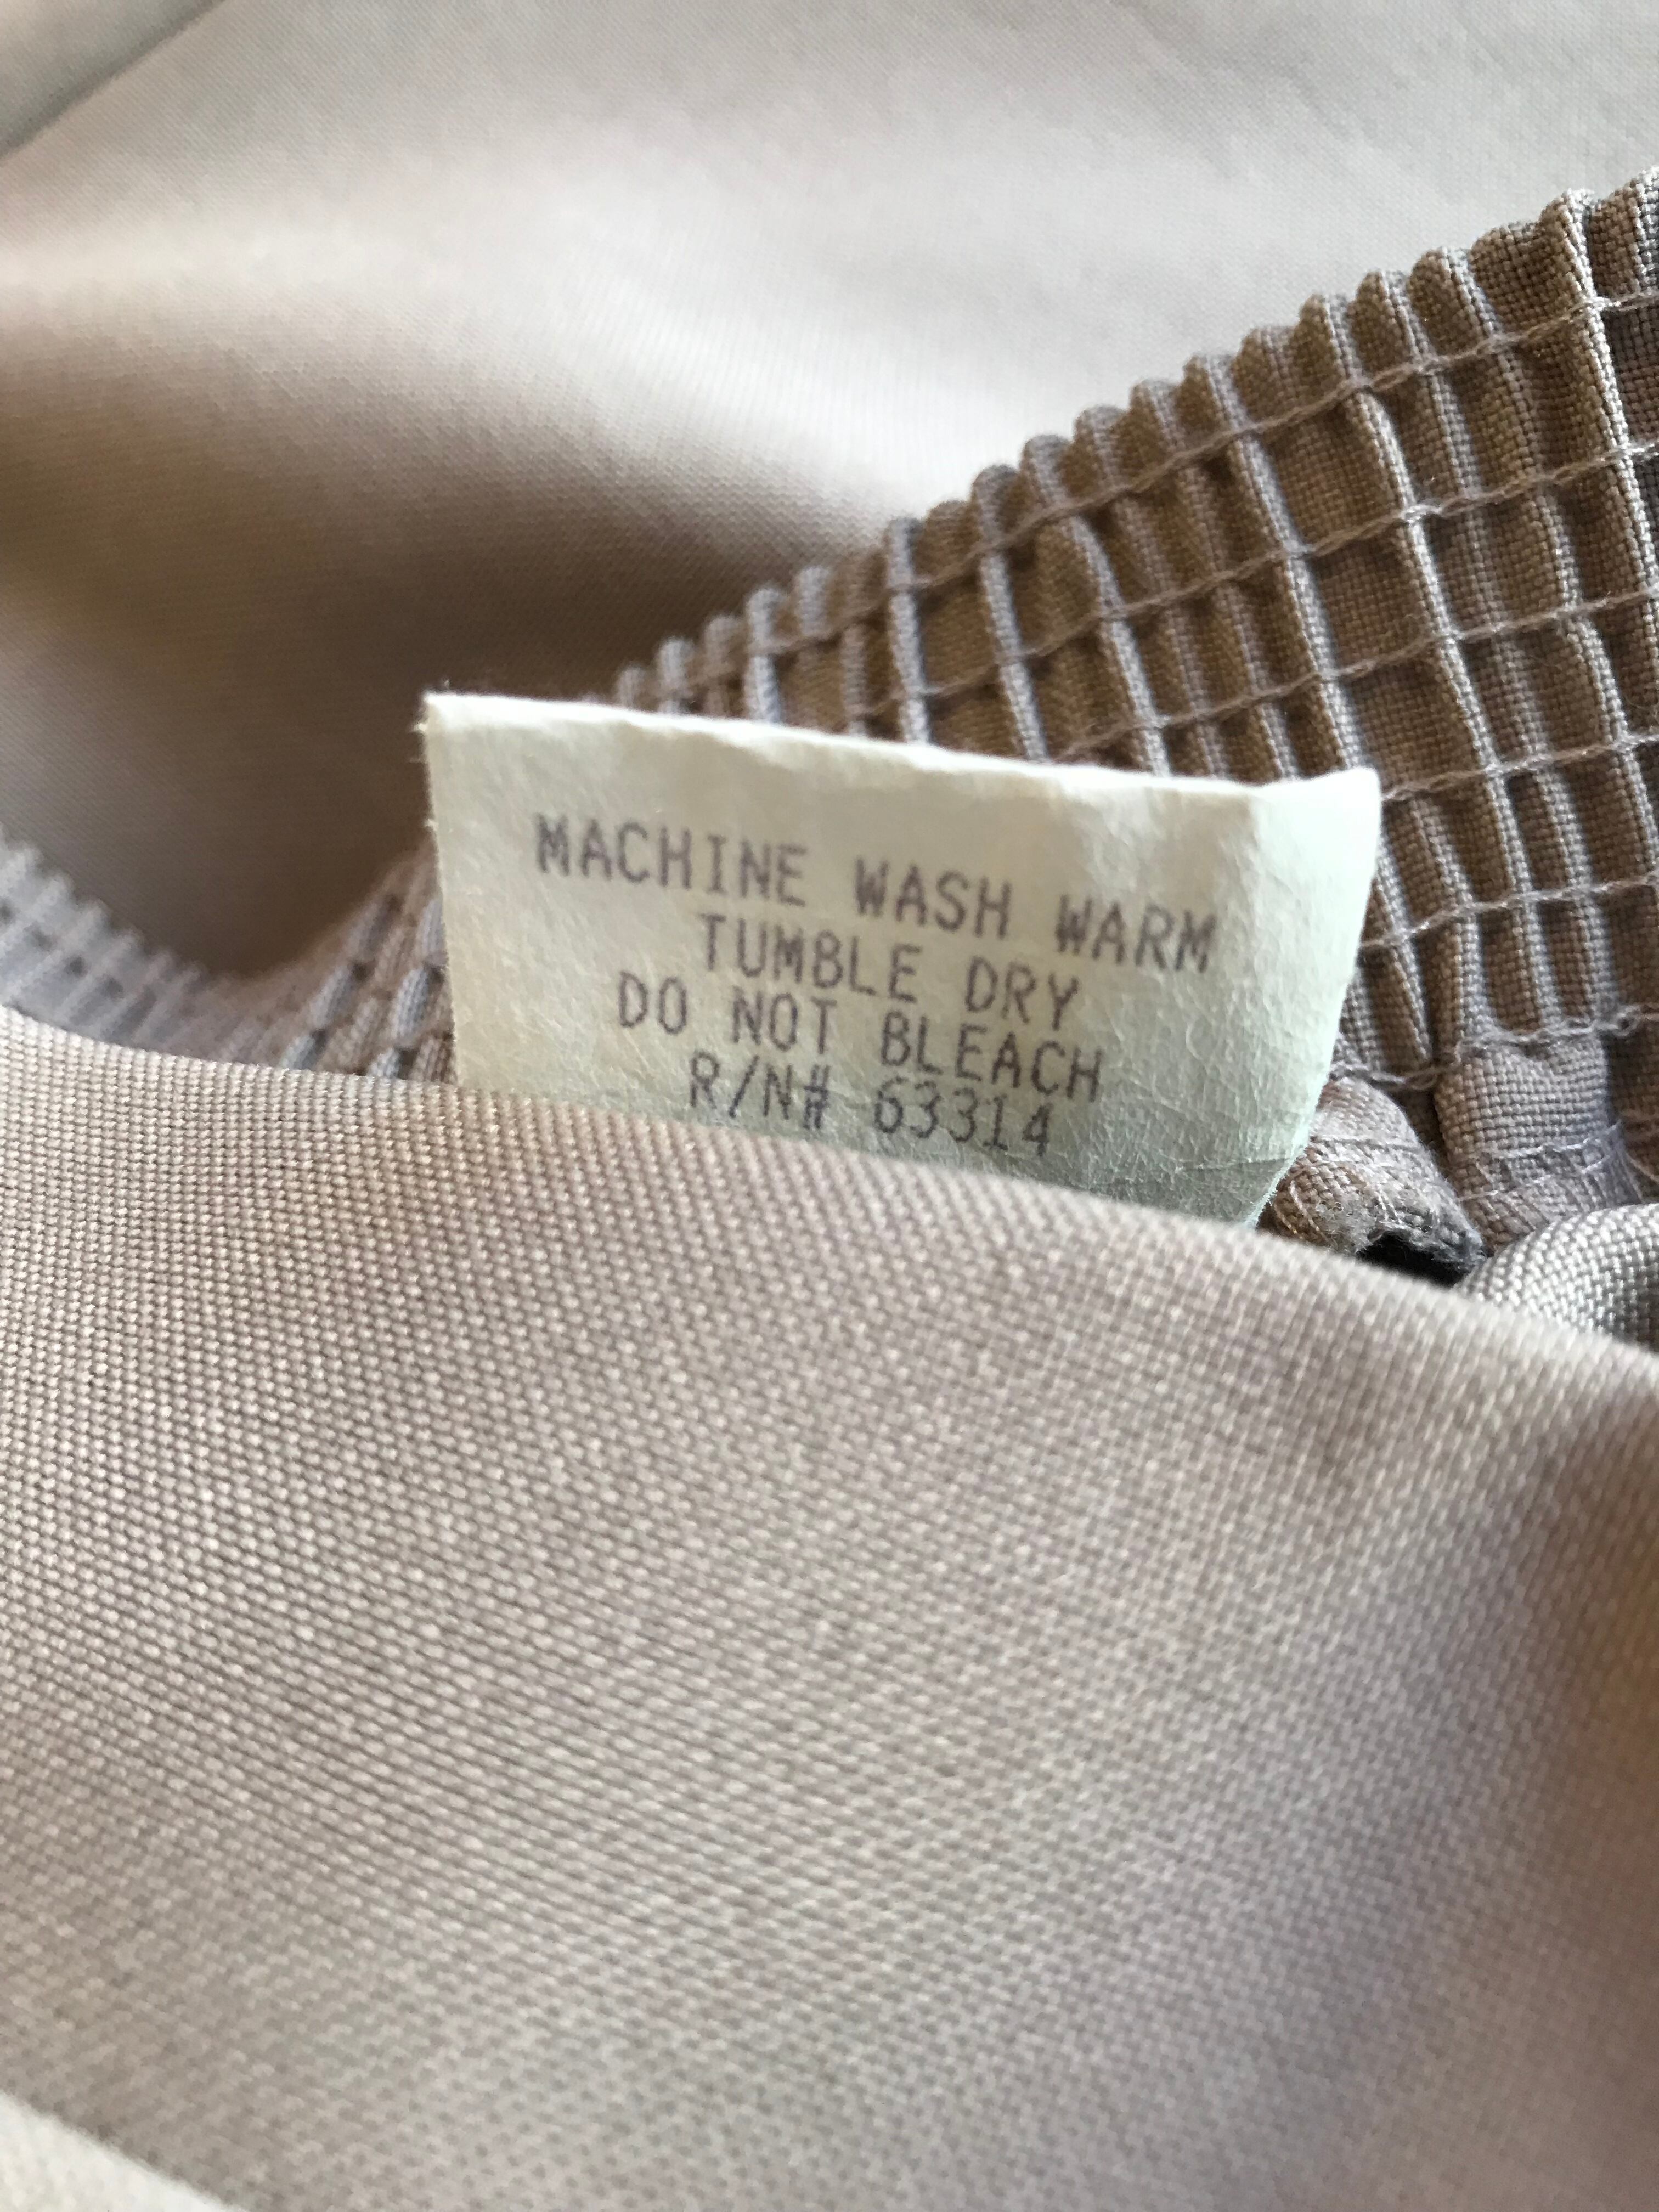 MACHINE WASH WARM
TUMBLE DRY
DO NOT BLEACH
R/N# 63314